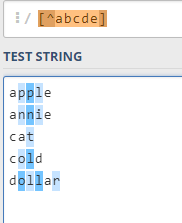 / [^abcde]
TEST STRING
apple
annie
cat
cold
dollar